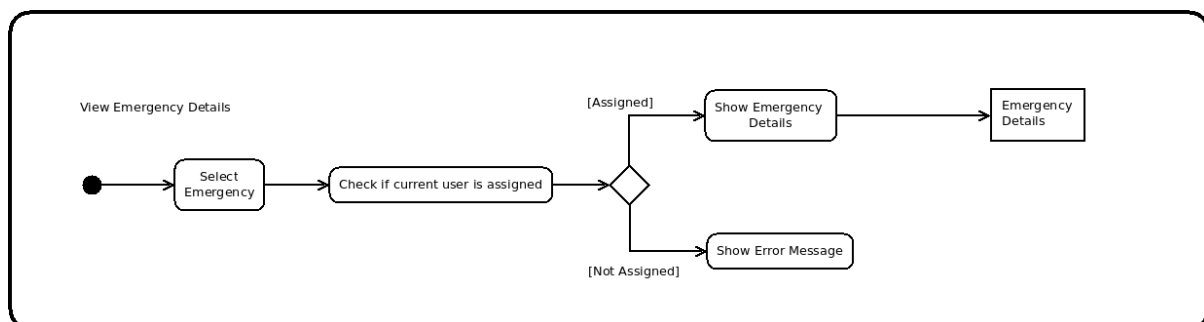 View Emergency Details
Select
Emergency
Check if current user is assigned
[Assigned]
Show Emergency
Details
Emergency
Details
[Not Assigned]
Show Error Message